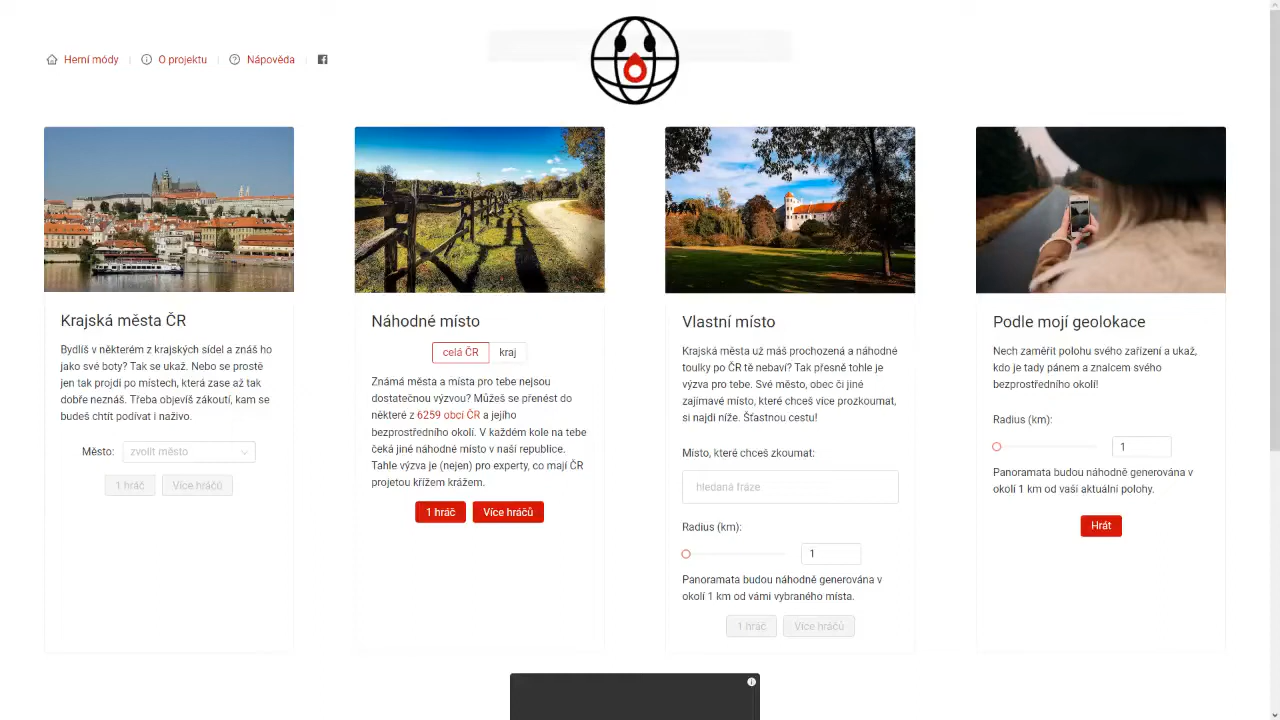 Herní módy
O projektu
Nápověda
Krajská města ČR
Bydlíš v některém z krajských sídel a znáš ho
jako své boty? Tak se ukaž. Nebo se prostě
jen tak projdi po místech, která zase až tak
dobře neznáš. Třeba objevíš zákoutí, kam se
budeš chtít podívat i naživo.
Město: zvolit město
1 hráč Více hráčů
Náhodné místo
celá ČR kraj
Známá města a místa pro tebe nejsou
dostatečnou výzvou? Můžeš se přenést do
některé z 6259 obcí ČR a jejího
bezprostředního okolí. V každém kole na tebe
čeká jiné náhodné místo v naší republice.
Tahle výzva je (nejen) pro experty, co mají ČR
projetou křížem krážem.
1 hráč Více hráčů
Vlastní místo
Krajská města už máš prochozená a náhodné
toulky po ČR tě nebaví? Tak přesně tohle je
výzva pro tebe. Své město, obec či jiné
zajímavé místo, které chceš více prozkoumat,
si najdi níže. Šťastnou cestu!
Místo, které chceš zkoumat:
hledaná fráze
Radius (km):
1
Panoramata budou náhodně generována v
okolí 1 km od vámi vybraného místa.
1 hráč Více hráčů
Podle mojí geolokace
Nech zaměřit polohu svého zařízení a ukaž,
kdo je tady pánem a znalcem svého
bezprostředního okolí!
Radius (km):
1
Panoramata budou náhodně generována v
okolí 1 km od vaší aktuální polohy.
Hrát